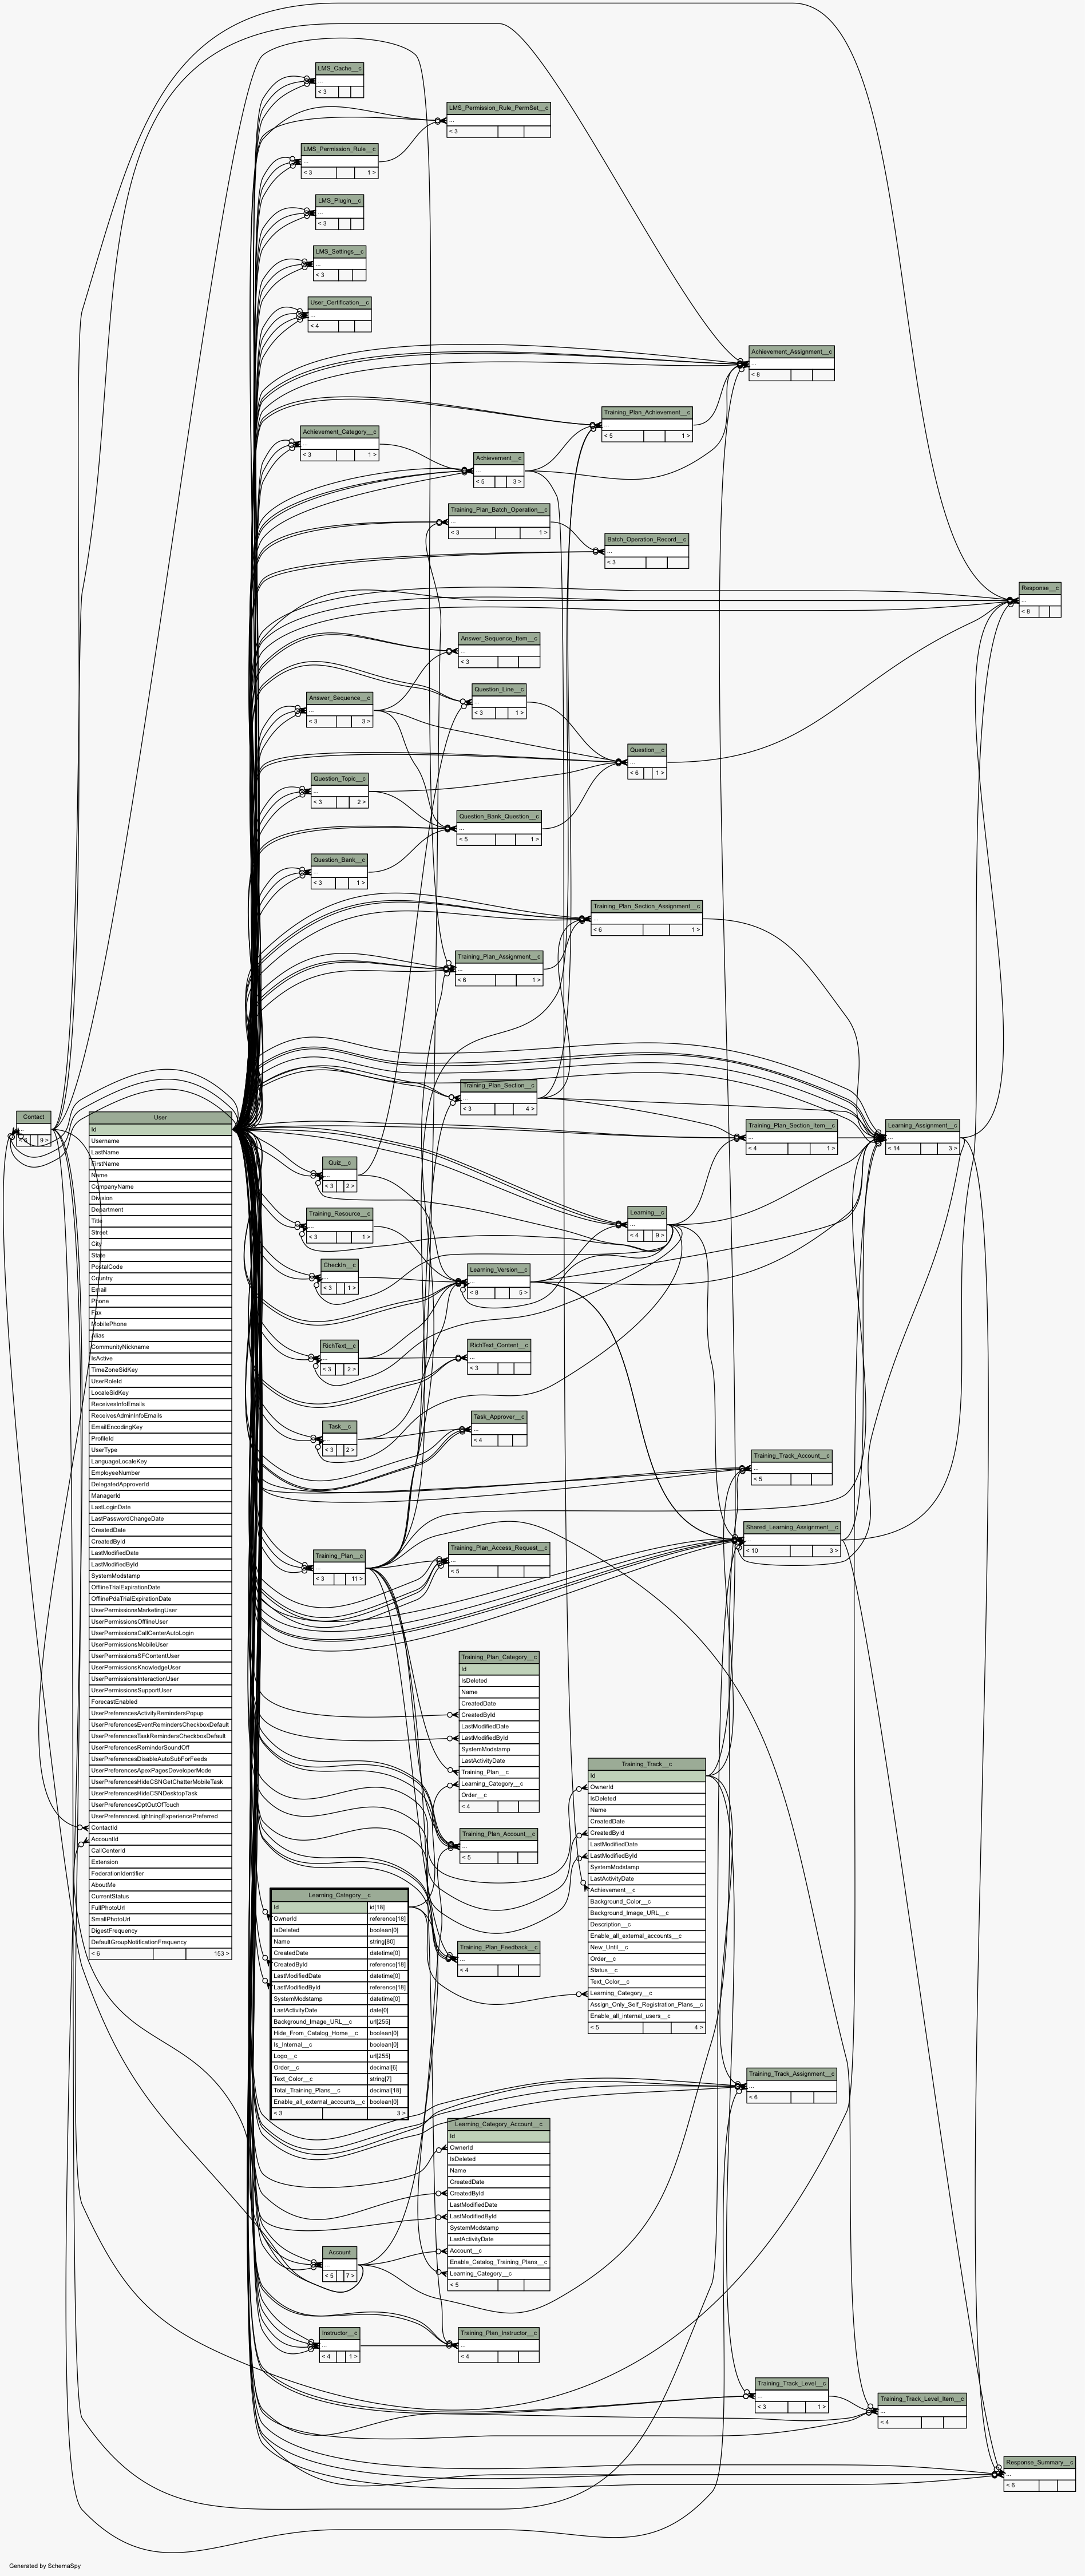 LMS_Cache__c
...
< 3
LMS_Permission_Rule_PermSet__c
...
< 3
LMS_Permission_Rule__c
...
< 3 1 >
LMS_Plugin__c
...
< 3
LMS_Settings__c
...
< 3
User_Certification__c
...
< 4
Achievement_Assignment__c
...
< 8
Training_Plan_Achievement__c
...
< 5 1 >
Achievement_Category__c
...
< 3 1 >
Achievement__c
...
< 5 3 >
Training_Plan_Batch_Operation__c
...
< 3 1 >
Batch_Operation_Record__c
...
< 3
Response__c
...
< 8
Answer_Sequence_Item__c
...
< 3
Question_Line__c
...
< 3 1 >
Answer_Sequence__c
...
< 3 3 >
Question__c
...
< 6 1 >
Question_Topic__c
...
< 3 2 >
Question_Bank_Question__c
...
< 5 1 >
Question_Bank__c
...
< 3 1 >
Training_Plan_Section_Assignment__c
...
< 6 1 >
Training_Plan_Assignment__c
...
< 6 1 >
Training_Plan_Section__c
...
< 3 4 >
Contact
...
9 >
Training_Plan_Section_Item__c
...
< 4 1 >
Learning_Assignment__c
...
< 14 3 >
User
Id
Username
LastName
FirstName
Name
CompanyName
Division
Department
Title
Street
City
State
PostalCode
Country
Email
Phone
Fax
MobilePhone
Alias
CommunityNickname
IsActive
TimeZoneSidKey
UserRoleId
LocaleSidKey
ReceivesInfoEmails
ReceivesAdminInfoEmails
EmailEncodingKey
ProfileId
UserType
LanguageLocaleKey
EmployeeNumber
DelegatedApproverId
ManagerId
LastLoginDate
LastPasswordChangeDate
CreatedDate
CreatedById
LastModifiedDate
LastModifiedById
SystemModstamp
OfflineTrialExpirationDate
OfflinePdaTrialExpirationDate
UserPermissionsMarketingUser
UserPermissionsOfflineUser
UserPermissionsCallCenterAutoLogin
UserPermissionsMobileUser
UserPermissionsSFContentUser
UserPermissionsKnowledgeUser
UserPermissionsInteractionUser
UserPermissionsSupportUser
ForecastEnabled
UserPreferencesActivityRemindersPopup
UserPreferencesEventRemindersCheckboxDefault
UserPreferencesTaskRemindersCheckboxDefault
UserPreferencesReminderSoundOff
UserPreferencesDisableAutoSubForFeeds
UserPreferencesApexPagesDeveloperMode
UserPreferencesHideCSNGetChatterMobileTask
UserPreferencesHideCSNDesktopTask
UserPreferencesOptOutOfTouch
UserPreferencesLightningExperiencePreferred
ContactId
AccountId
CallCenterId
Extension
FederationIdentifier
AboutMe
CurrentStatus
FullPhotoUrl
SmallPhotoUrl
DigestFrequency
DefaultGroupNotificationFrequency
< 6 153 >
Quiz__c
...
< 3 2 >
Training_Resource__c
...
< 3 1 >
Learning__c
...
< 4 9 >
CheckIn__c
...
< 3 1 >
Learning_Version__c
...
< 8 5 >
RichText__c
...
< 3 2 >
RichText_Content__c
...
< 3
Task__c
...
< 3 2 >
Task_Approver__c
...
< 4
Training_Track_Account__c
...
< 5
Shared_Learning_Assignment__c
...
< 10 3 >
Training_Plan__c
...
< 3 11 >
Training_Plan_Access_Request__c
...
< 5
Training_Plan_Category__c
Id
IsDeleted
Name
CreatedDate
CreatedById
LastModifiedDate
LastModifiedById
SystemModstamp
LastActivityDate
Training_Plan__c
Learning_Category__c
Order__c
< 4
Training_Track__c
Id
OwnerId
IsDeleted
Name
CreatedDate
CreatedById
LastModifiedDate
LastModifiedById
SystemModstamp
LastActivityDate
Achievement__c
Background_Color__c
Background_Image_URL__c
Description__c
Enable_all_external_accounts__c
New_Until__c
Order__c
Status__c
Text_Color__c
Learning_Category__c
Assign_Only_Self_Registration_Plans__c
Enable_all_internal_users__c
< 5 4 >
Training_Plan_Account__c
...
< 5
Learning_Category__c
Id id[18]
OwnerId reference[18]
IsDeleted boolean[0]
Name string[80]
CreatedDate datetime[0]
CreatedById reference[18]
LastModifiedDate datetime[0]
LastModifiedById reference[18]
SystemModstamp datetime[0]
LastActivityDate date[0]
Background_Image_URL__c url[255]
Hide_From_Catalog_Home__c boolean[0]
Is_Internal__c boolean[0]
Logo__c url[255]
Order__c decimal[6]
Text_Color__c string[7]
Total_Training_Plans__c decimal[18]
Enable_all_external_accounts__c boolean[0]
< 3 3 >
Training_Plan_Feedback__c
...
< 4
Training_Track_Assignment__c
...
< 6
Learning_Category_Account__c
Id
OwnerId
IsDeleted
Name
CreatedDate
CreatedById
LastModifiedDate
LastModifiedById
SystemModstamp
LastActivityDate
Account__c
Enable_Catalog_Training_Plans__c
Learning_Category__c
< 5
Account
...
< 5 7 >
Instructor__c
...
< 4 1 >
Training_Plan_Instructor__c
...
< 4
Training_Track_Level__c
...
< 3 1 >
Training_Track_Level_Item__c
...
< 4
Response_Summary__c
...
< 6
Generated by SchemaSpy